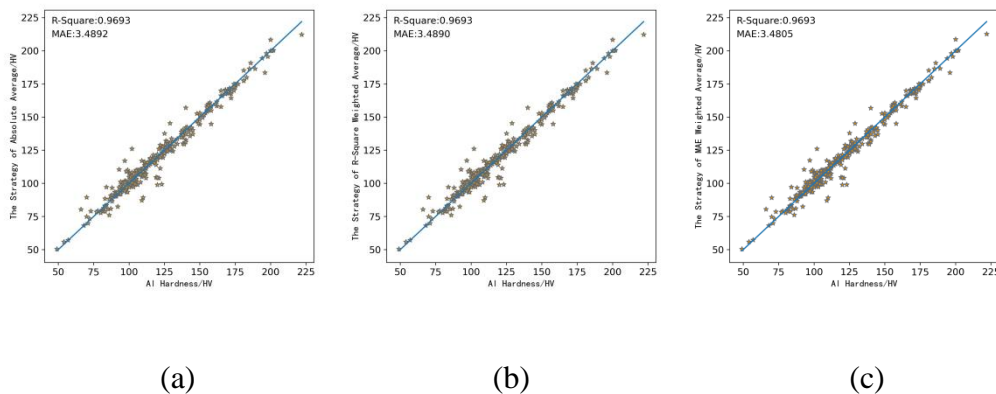 R-Square:0.9693
MAE:3.4892
The Strategy of Absolute Average/HV
225
200
175
150
125
100
75
50
50 75 100 125 150 175 200 225
Al Hardness/HV
R-Square:0.9693
MAE:3.4890
The Strategy of R-Square Weighted Average/HV
225
200
175
150
125
100
75
50
50 75 100 125 150 175 200 225
Al Hardness/HV
R-Square:0.9693
MAE:3.4805
The Strategy of MAE Weighted Average/HV
225
200
175
150
125
100
75
50
50 75 100 125 150 175 200 225
Al Hardness/HV
(a) (b) (c)